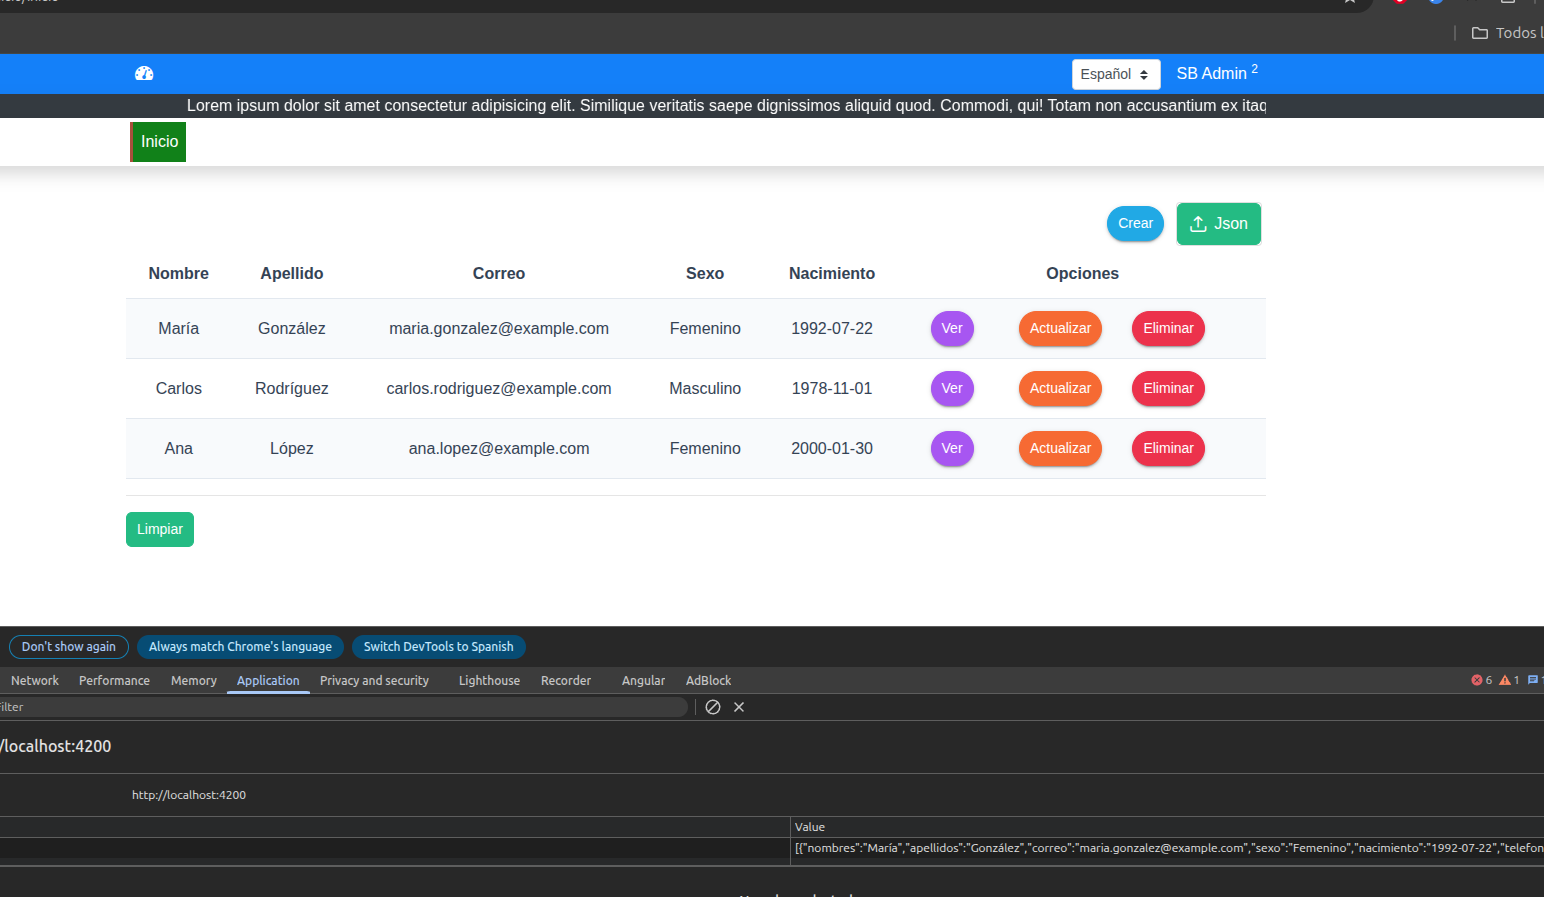 Todos l
Español
SB Admin 2
Lorem ipsum dolor sit amet consectetur adipisicing elit. Similique veritatis saepe dignissimos aliquid quod. Commodi, qui! Totam non accusantium ex itaq
Inicio
Crear
Json
Nombre Apellido Correo Sexo Nacimiento Opciones
María González maria.gonzalez@example.com Femenino 1992-07-22 Ver Actualizar Eliminar
Carlos Rodríguez carlos.rodriguez@example.com Masculino 1978-11-01 Ver Actualizar Eliminar
Ana López ana.lopez@example.com Femenino 2000-01-30 Ver Actualizar Eliminar
Limpiar
Don't show again Always match Chrome's language Switch DevTools to Spanish
Network Performance Memory Application Privacy and security Lighthouse Recorder Angular AdBlock 6 1 1
ilter
/localhost:4200
http://localhost:4200
Value
[{"nombres":"María","apellidos":"González","correo":"maria.gonzalez@example.com","sexo":"Femenino","nacimiento":"1992-07-22","telefon